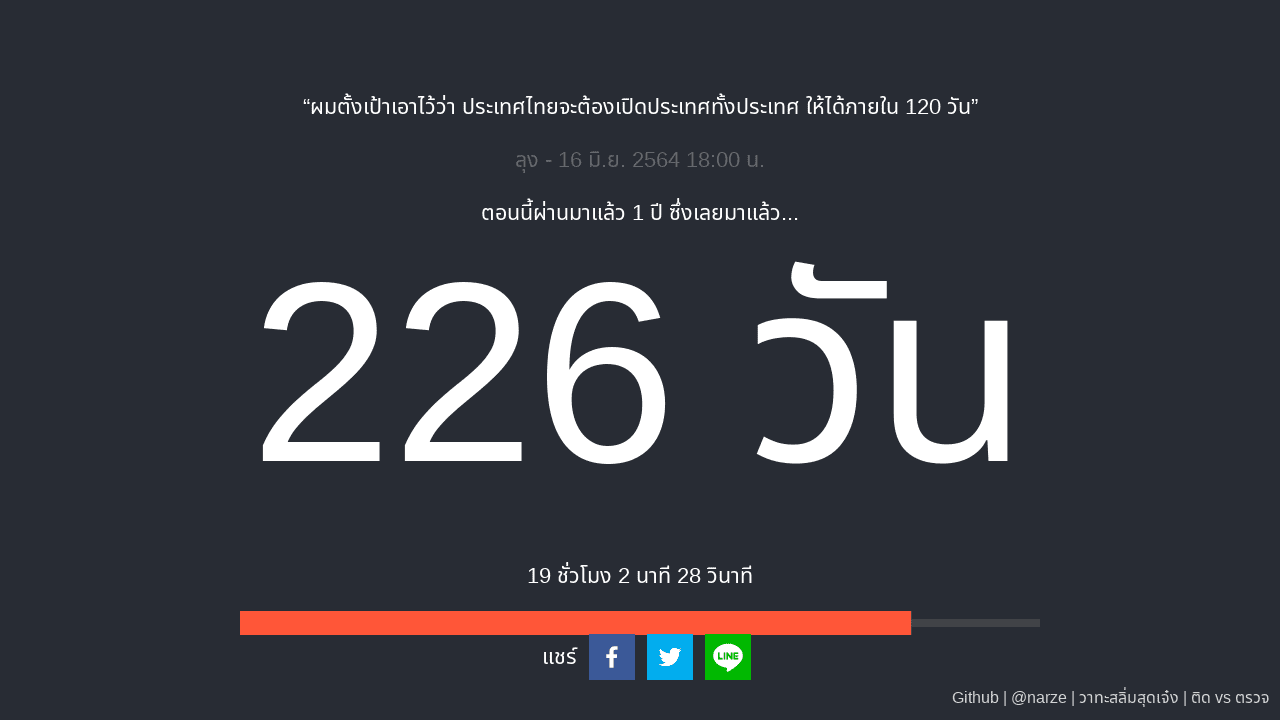 “ผมตั้งเป้าเอาไว้ว่า ประเทศไทยจะต้องเปิดประเทศทั้งประเทศ ให้ได้ภายใน 120 วัน”
ลุง - 16 มิ.ย. 2564 18:00 น.
ตอนนี้ผ่านมาแล้ว 1 ปี ซึ่งเลยมาแล้ว...
226 วัน
19 ชั่วโมง 2 นาที 28 วินาที
แชร์
LINE
Github | @narze | วาทะสลิ่มสุดเจ๋ง | ติด vs ตรวจ